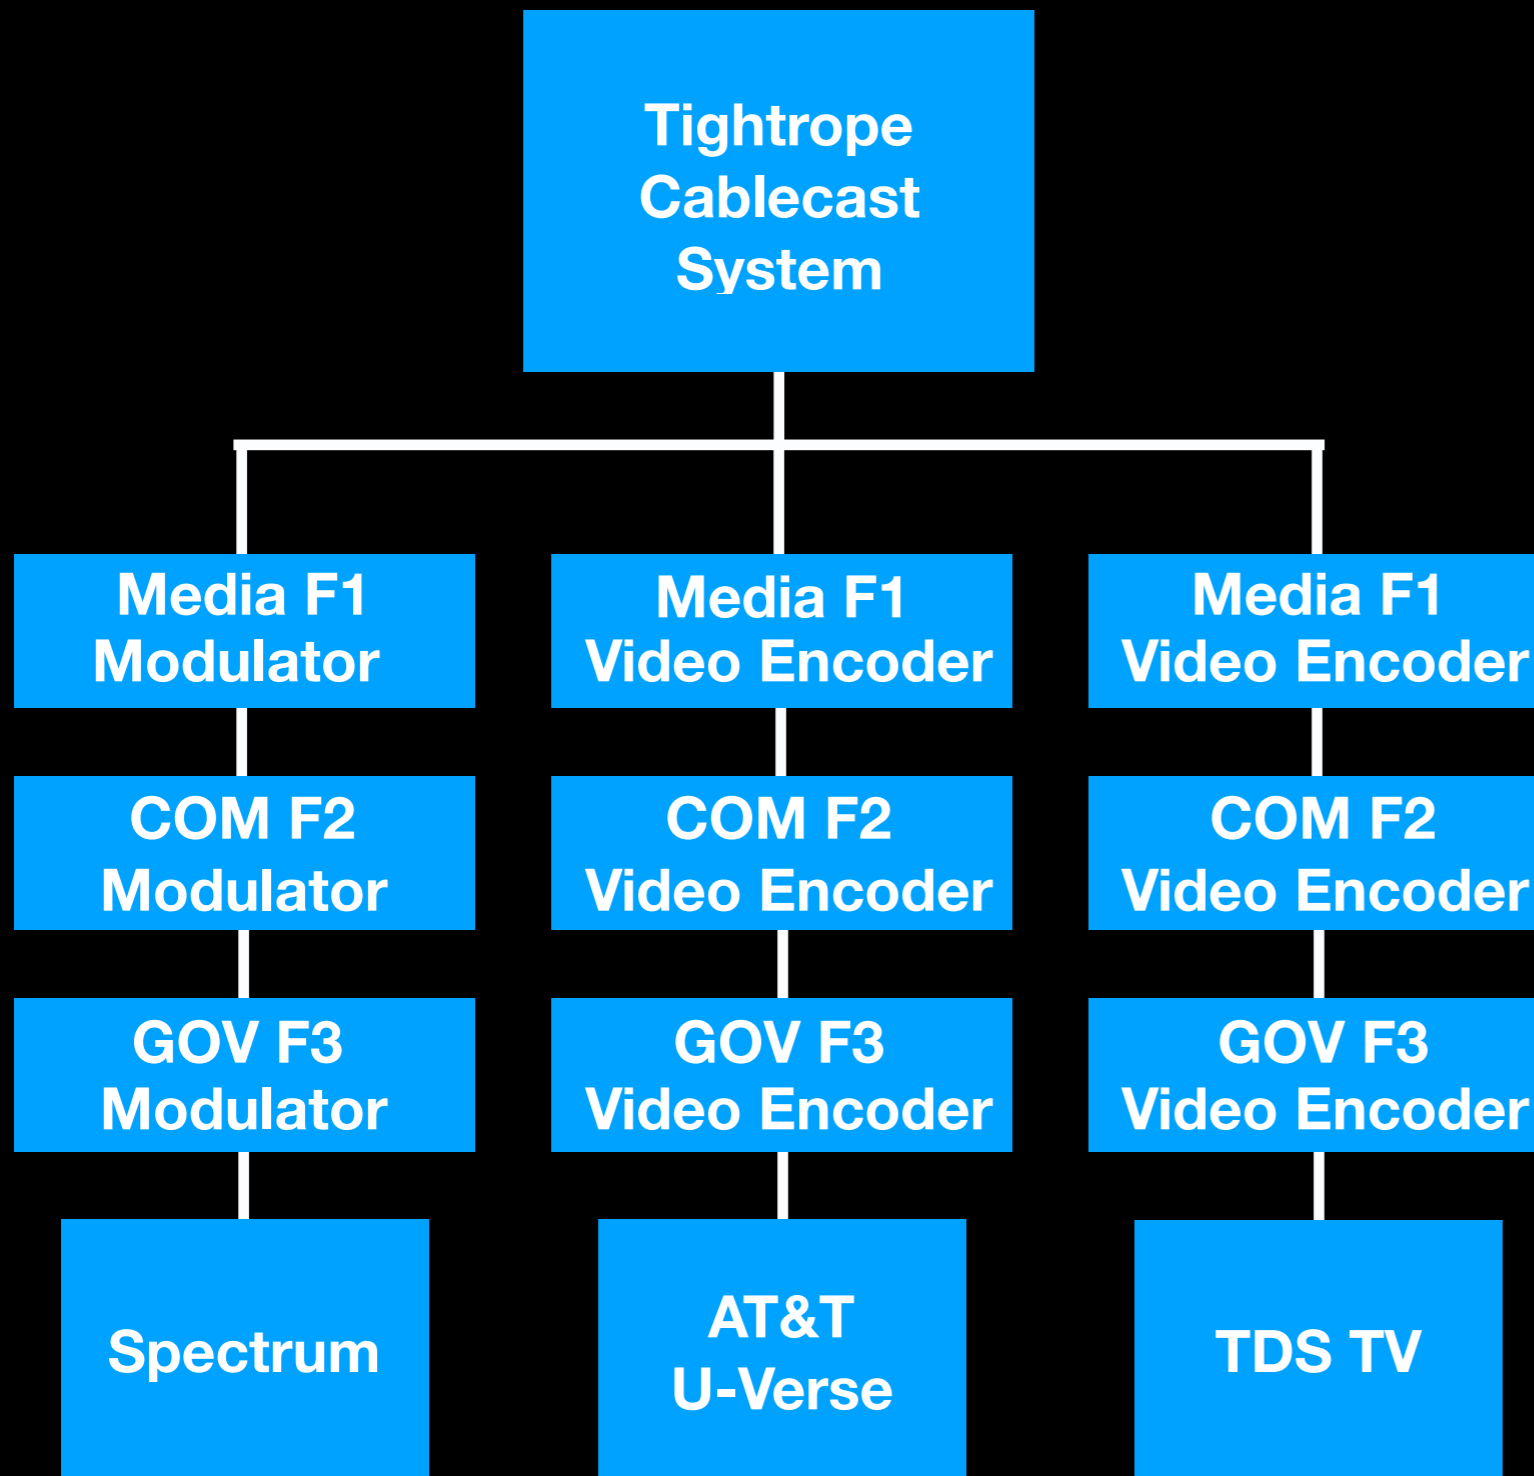 Tightrope
Cablecast
System
Media F1
Modulator
Media F1
Video Encoder
Media F1
Video Encoder
COM F2
Modulator
COM F2
Video Encoder
COM F2
Video Encoder
GOV F3
Modulator
GOV F3
Video Encoder
GOV F3
Video Encoder
Spectrum
AT&T
U-Verse
TDS TV